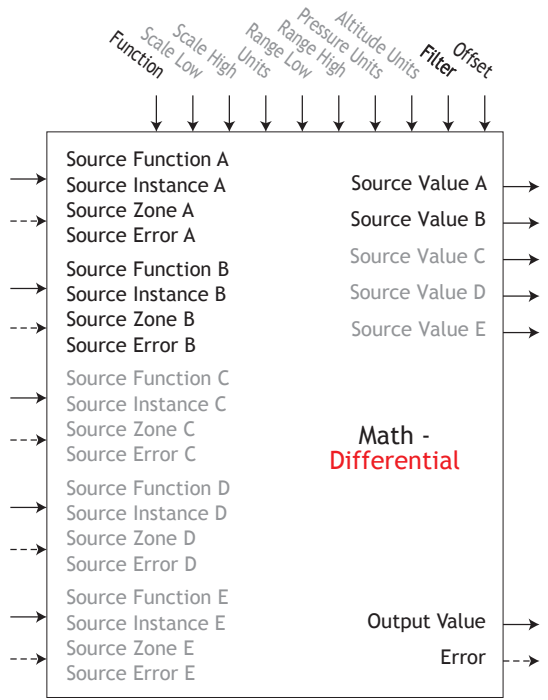 Function
Scale Low
Scale High
Units
Range Low
Range High
Pressure Units
Altitude Units
Filter
Offset
Source Function A
Source Instance A
Source Zone A
Source Error A
Source Function B
Source Instance B
Source Zone B
Source Error B
Source Function C
Source Instance C
Source Zone C
Source Error C
Source Function D
Source Instance D
Source Zone D
Source Error D
Source Function E
Source Instance E
Source Zone E
Source Error E
Source Value A
Source Value B
Source Value C
Source Value D
Source Value E
Math -
Differential
Output Value
Error